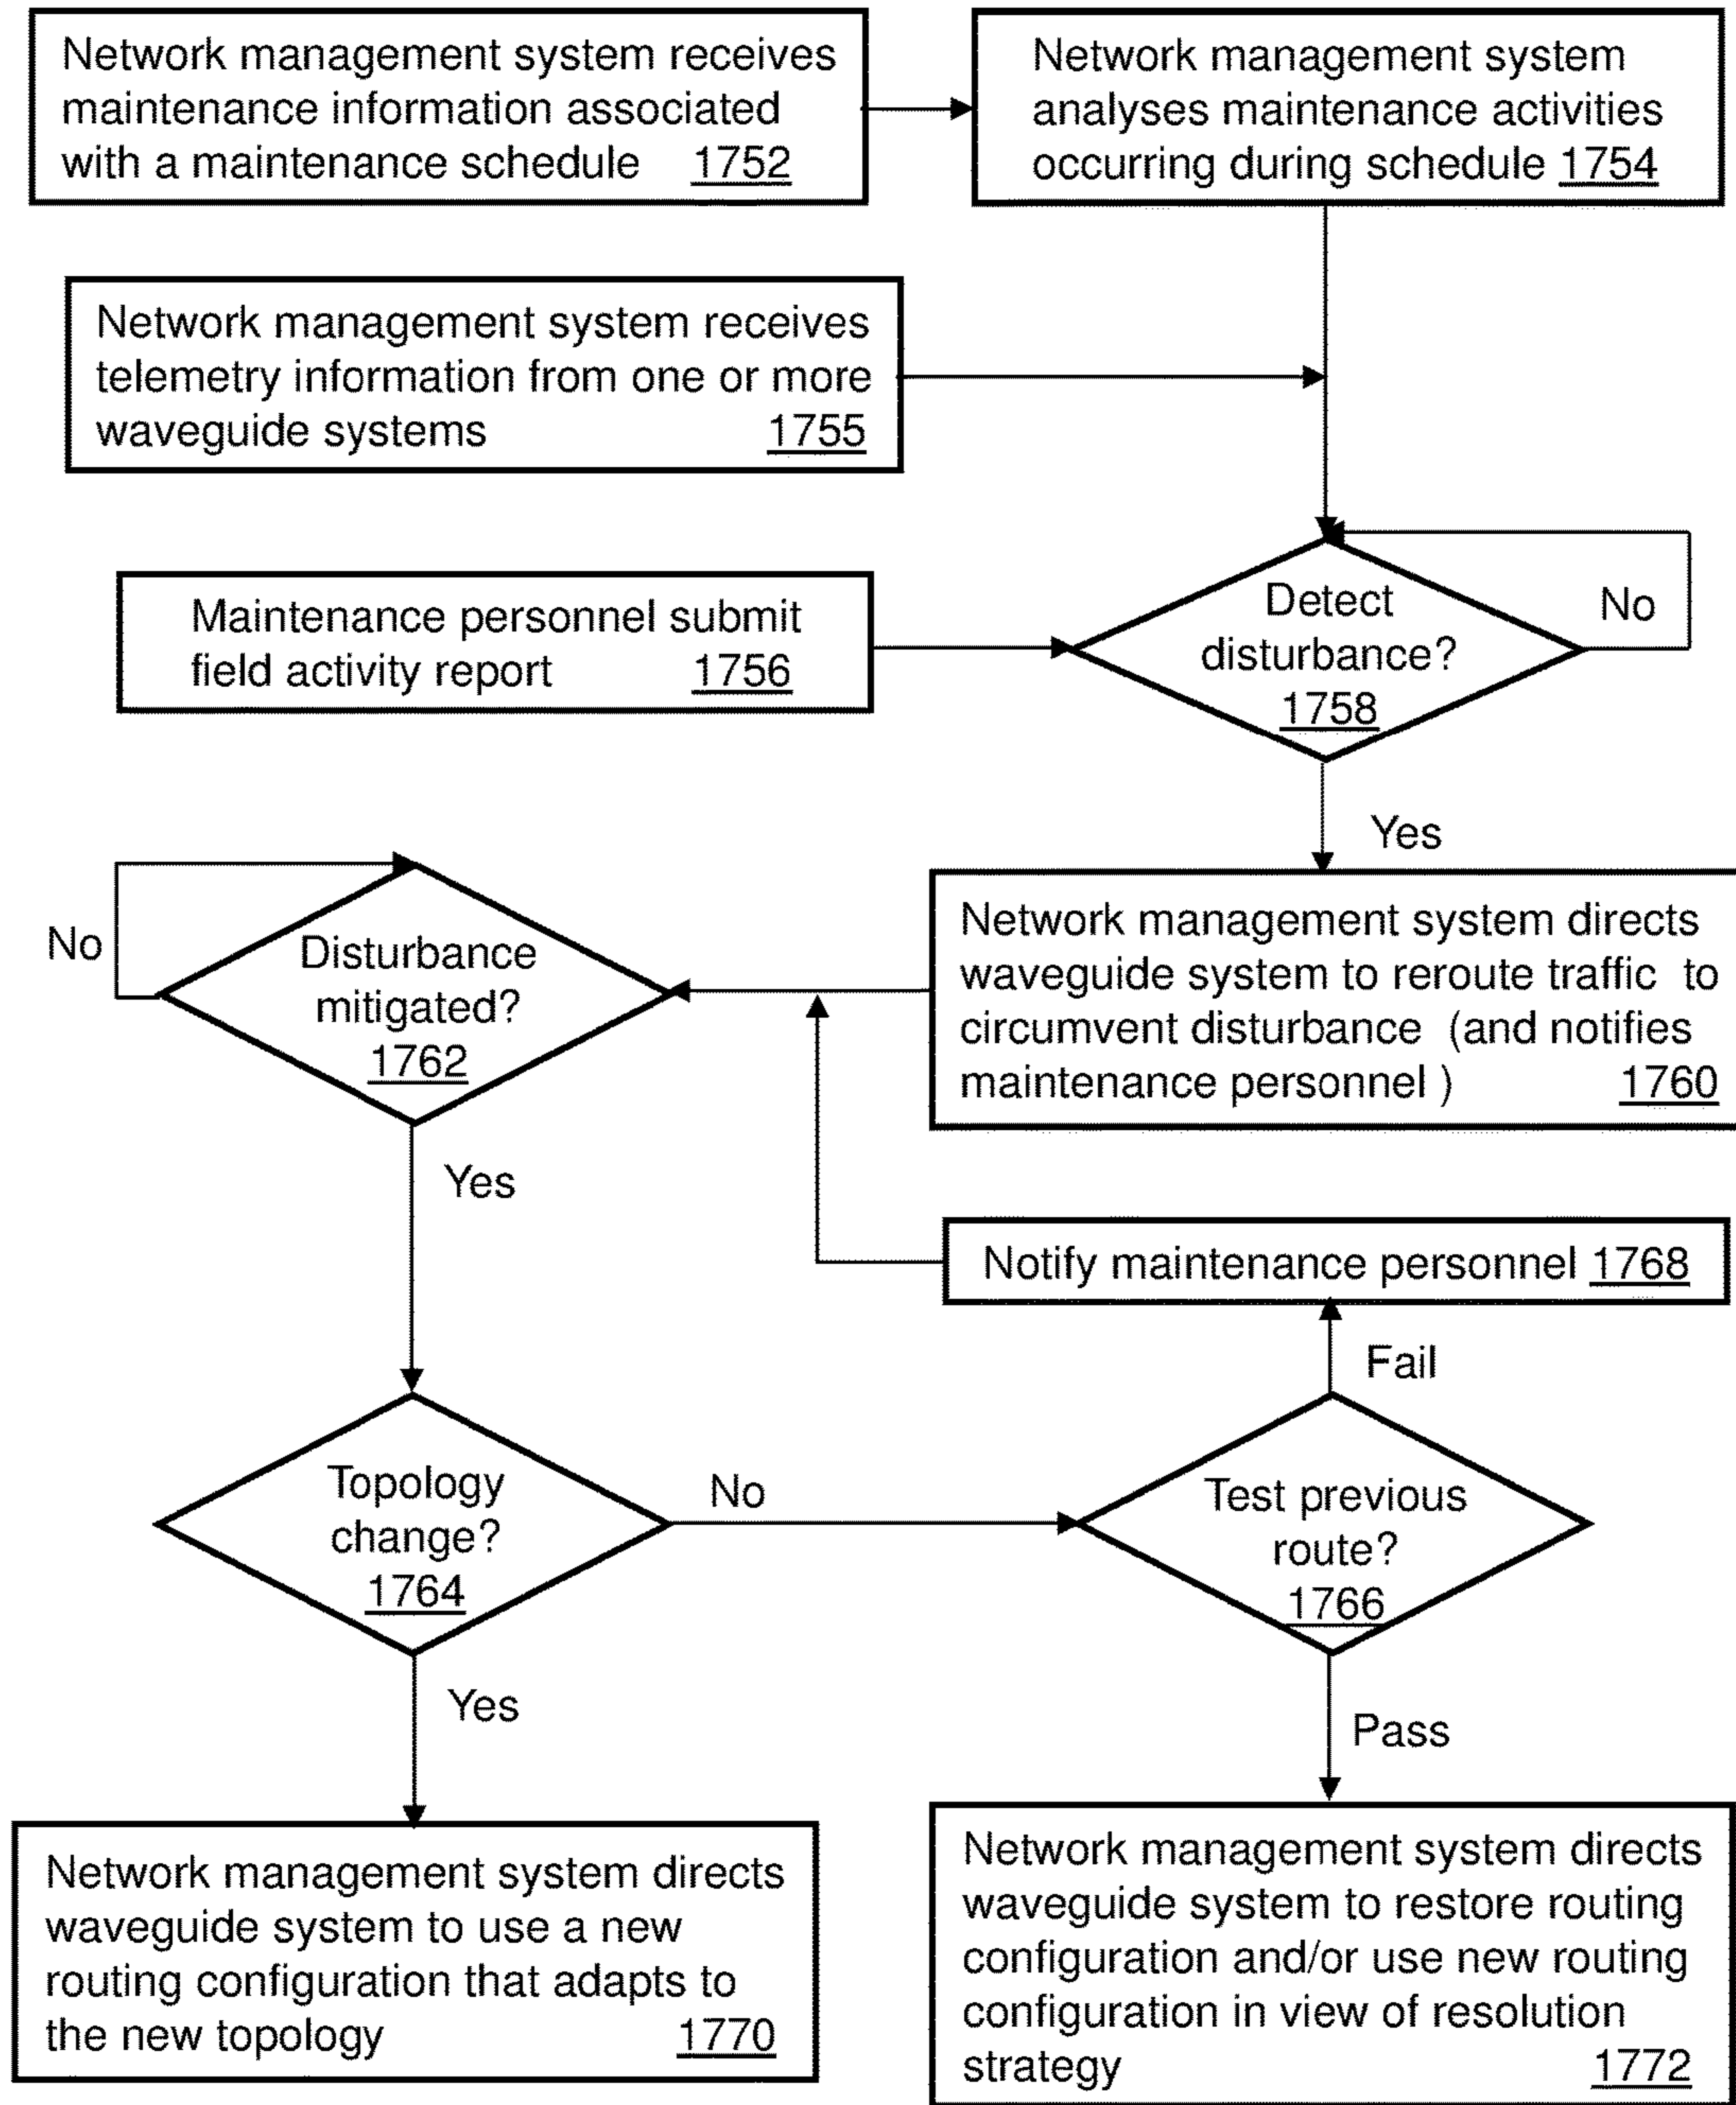 Network management system receives
maintenance information associated
with a maintenance schedule 1752
Network management system
analyses maintenance activities
occurring during schedule 1754
Network management system receives
telemetry information from one or more
waveguide systems 1755
Maintenance personnel submit
field activity report 1756
Detect
disturbance?
1758
No
Yes
Network management system directs
waveguide system to reroute traffic to
circumvent disturbance (and notifies
maintenance personnel ) 1760
Disturbance
mitigated?
1762
No
Yes
Notify maintenance personnel 1768
Fail
Topology
change?
1764
No
Test previous
route?
1766
Yes
Pass
Network management system directs
waveguide system to use a new
routing configuration that adapts to
the new topology 1770
Network management system directs
waveguide system to restore routing
configuration and/or use new routing
configuration in view of resolution
strategy 1772